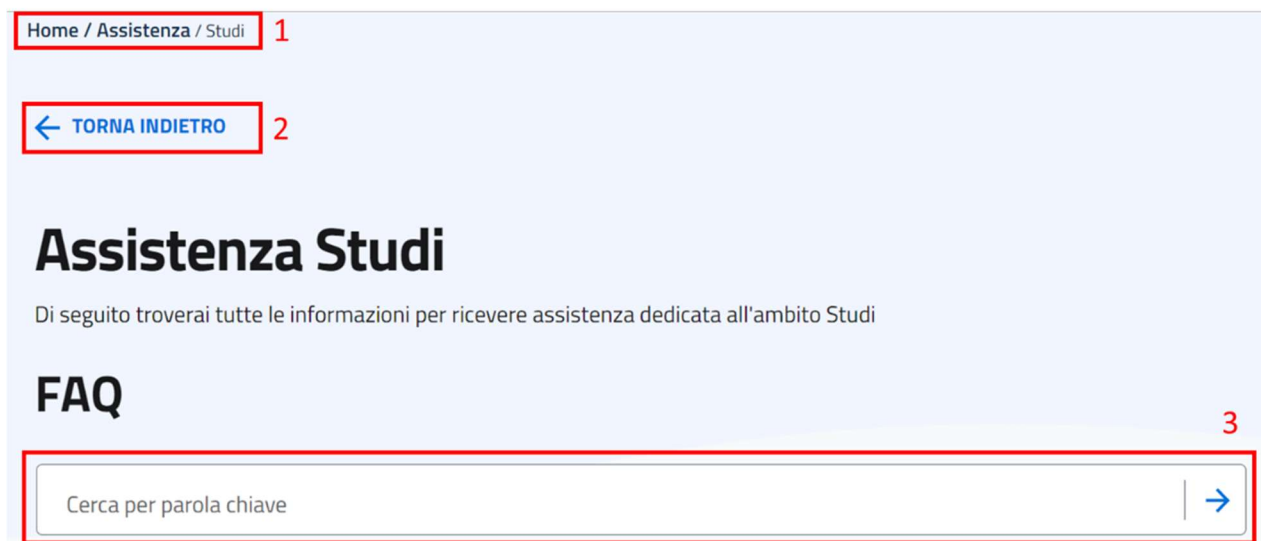 Home / Assistenza / Studi 1
TORNA INDIETRO 2
Assistenza Studi
Di seguito troverai tutte le informazioni per ricevere assistenza dedicata all'ambito Studi
FAQ
3
Cerca per parola chiave